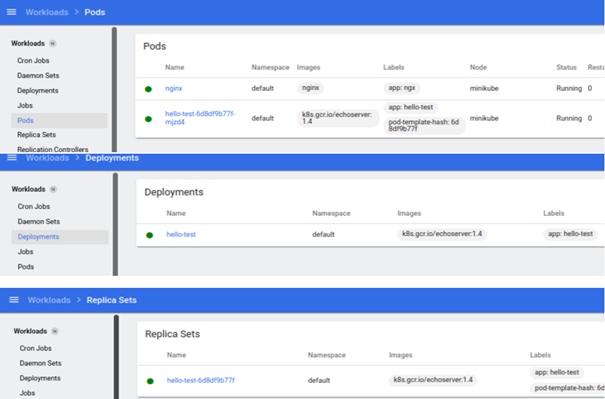 Workloads > Pods
Workloads N
Cron Jobs
Daemon Sets
Deployments
Jobs
Pods
Replica Sets
Replication Controllers
Pods
Name Namespace Images Labels Node Status Resta
nginx default nginx app: ngx minikube Running 0
hello-test-6d8df9b77f-
mjzd4 default k8s.gcr.io/echoserver:
1.4 app: hello-test
pod-template-hash: 6d
8df9b77f minikube Running 0
Workloads > Deployments
Workloads N
Cron Jobs
Daemon Sets
Deployments
Jobs
Pods
Deployments
Name Namespace Images Labels
hello-test default k8s.gcr.io/echoserver:1.4 app: hello-test
Workloads > Replica Sets
Workloads N
Cron Jobs
Daemon Sets
Deployments
Jobs
Replica Sets
Name Namespace Images Labels
hello-test-6d8df9b77f default k8s.gcr.io/echoserver:1.4 app: hello-test
pod-template-hash: 6d